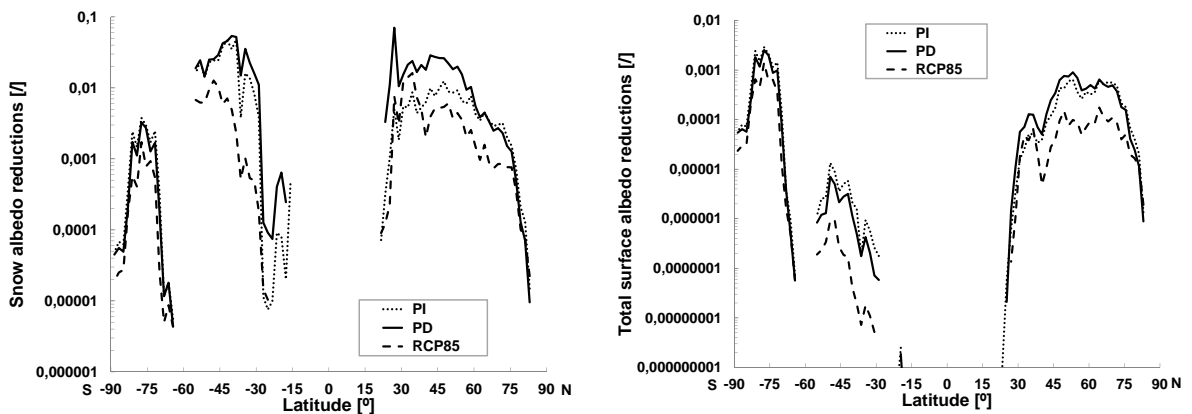 Snow albedo reductions [/]
0,1
0,01
0,001
0,0001
0,00001
0,000001
PI
PD
RCP85
S -90 -75 -60 -45 -30 -15 0 15 30 45 60 75 90 N
Latitude [º]
Total surface albedo reductions [/]
0,01
0,001
0,0001
0,00001
0,000001
0,0000001
0,00000001
0,000000001
PI
PD
RCP85
S -90 -75 -60 -45 -30 -15 0 15 30 45 60 75 90 N
Latitude [º]